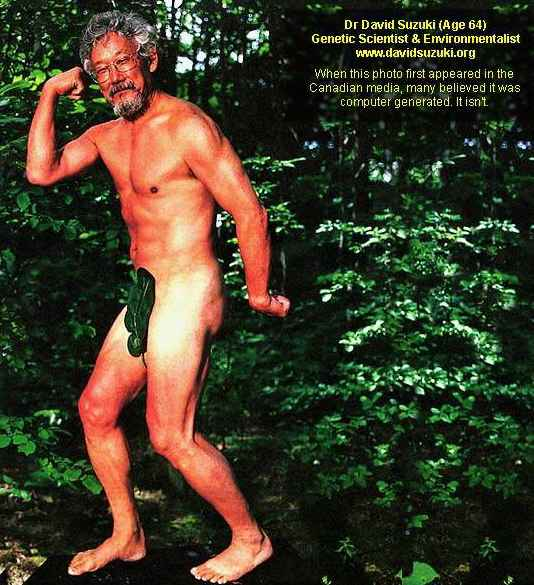 Dr David Suzuki (Age 64)
Genetic Scientist & Environmentalist
www.davidsuzuki.org
When this photo first appeared in the
Canadian media, many believed it was
computer generated. It isn't.